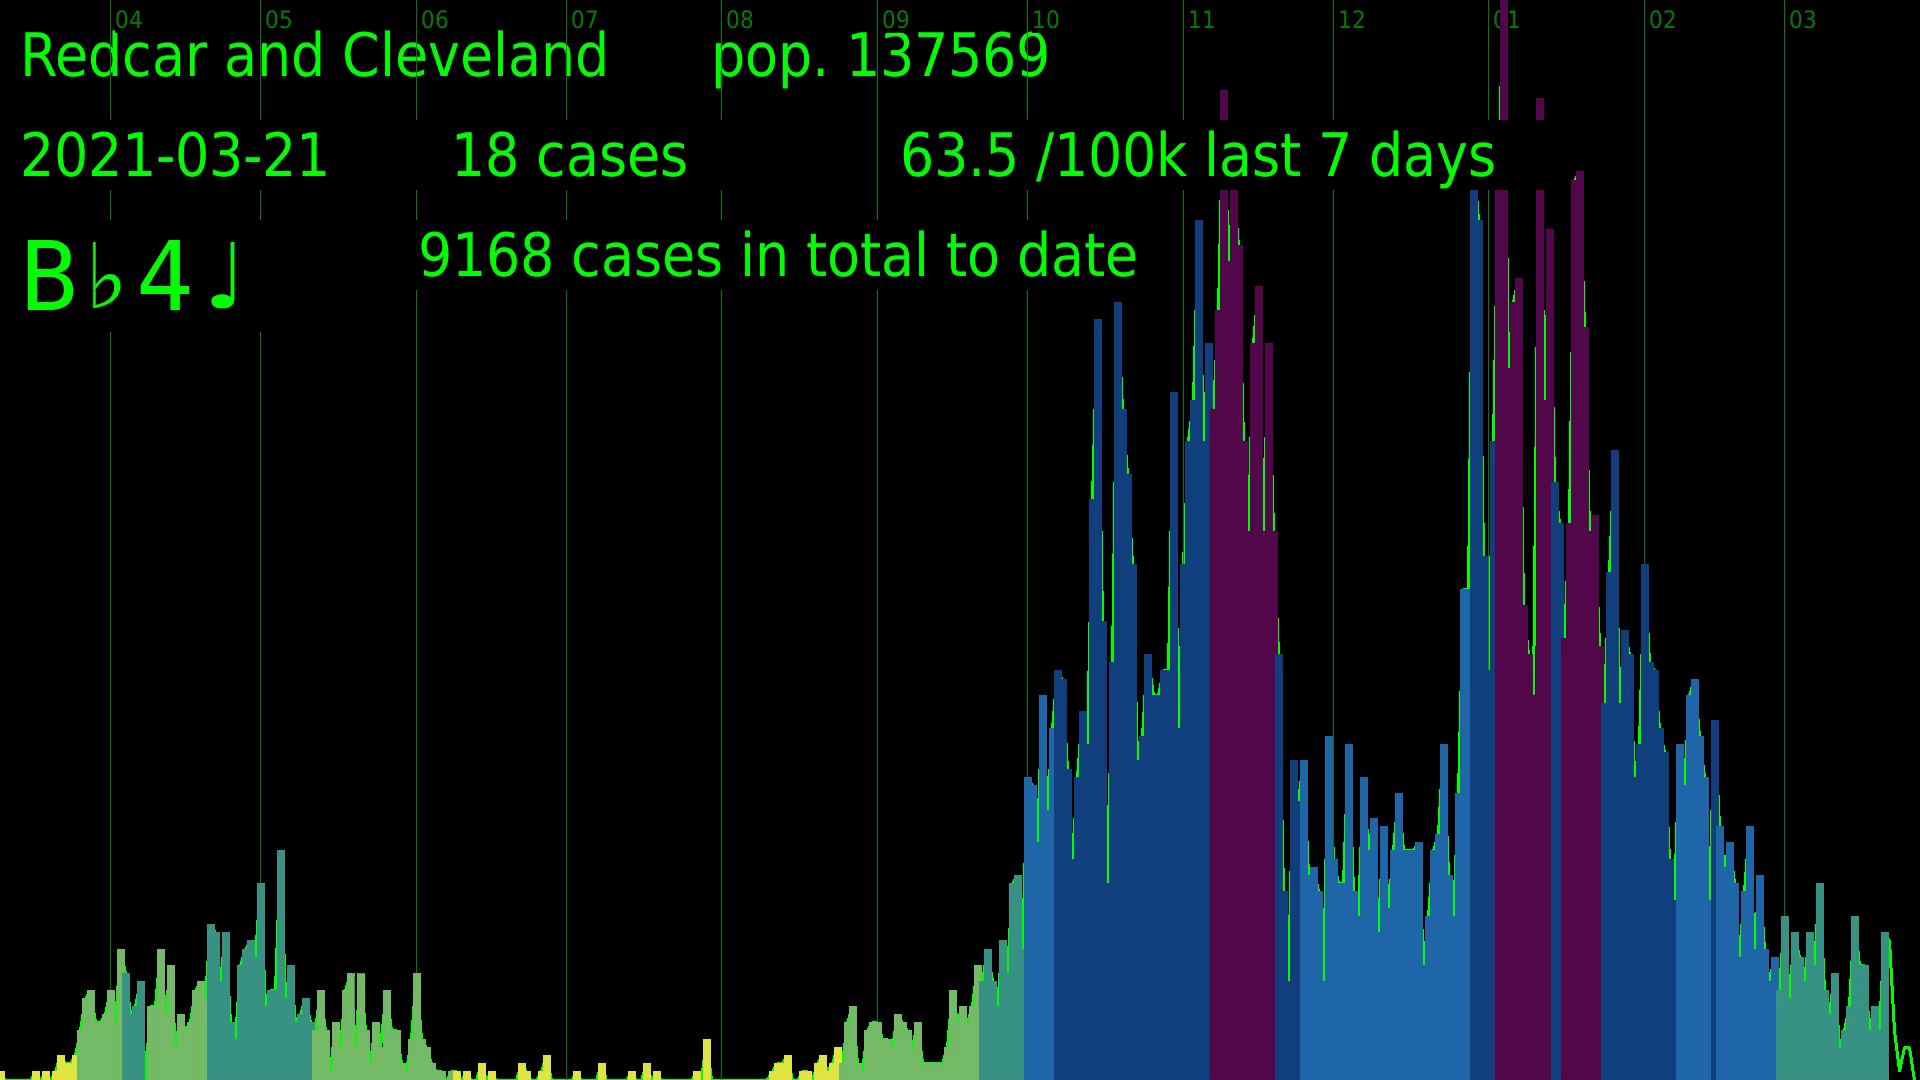 04 05 06 07 08 09 10 11 12 01 02 03
Redcar and Cleveland pop. 137569
2021-03-21 18 cases 63.5 /100k last 7 days
B♭4♩ 9168 cases in total to date